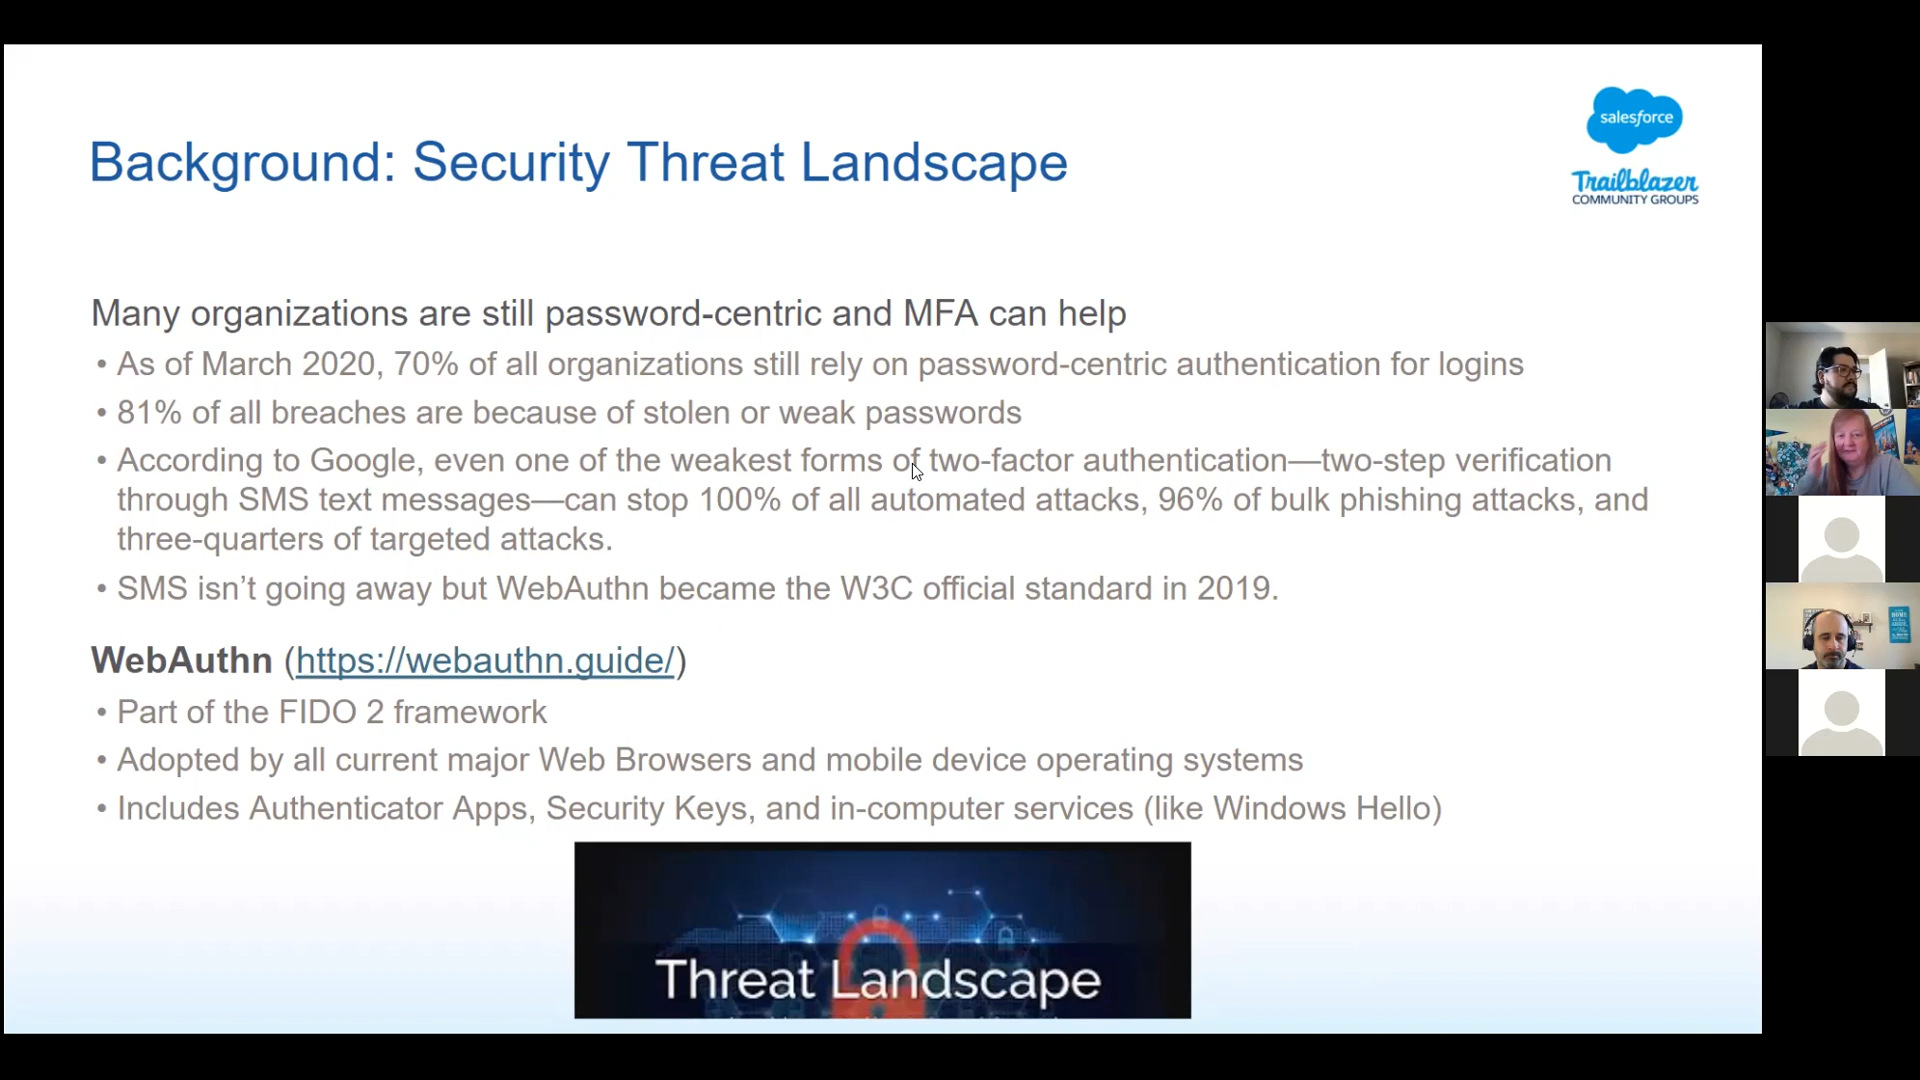 salesforce
Trailblazer
COMMUNITY GROUPS
Background: Security Threat Landscape
Many organizations are still password-centric and MFA can help
• As of March 2020, 70% of all organizations still rely on password-centric authentication for logins
• 81% of all breaches are because of stolen or weak passwords
• According to Google, even one of the weakest forms of two-factor authentication—two-step verification
through SMS text messages—can stop 100% of all automated attacks, 96% of bulk phishing attacks, and
three-quarters of targeted attacks.
• SMS isn’t going away but WebAuthn became the W3C official standard in 2019.
WebAuthn (https://webauthn.guide/)
• Part of the FIDO 2 framework
• Adopted by all current major Web Browsers and mobile device operating systems
• Includes Authenticator Apps, Security Keys, and in-computer services (like Windows Hello)
Threat Landscape